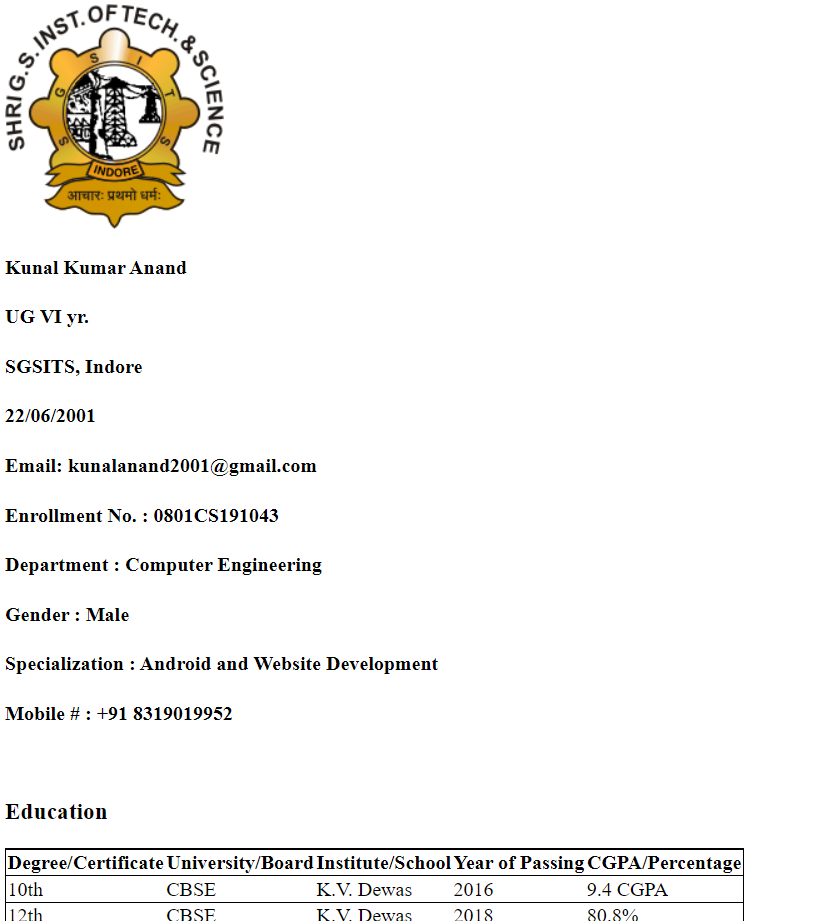 SHRI G. S. INST. OF TECH. & SCIENCE
S G S I T S
INDORE
आचारः प्रथमो धर्मः
Kunal Kumar Anand
UG VI yr.
SGSITS, Indore
22/06/2001
Email: kunalanand2001@gmail.com
Enrollment No. : 0801CS191043
Department : Computer Engineering
Gender : Male
Specialization : Android and Website Development
Mobile # : +91 8319019952
Education
Degree/Certificate University/Board Institute/School Year of Passing CGPA/Percentage
10th CBSE K.V. Dewas 2016 9.4 CGPA
12th CBSE K.V. Dewas 2018 80.8%